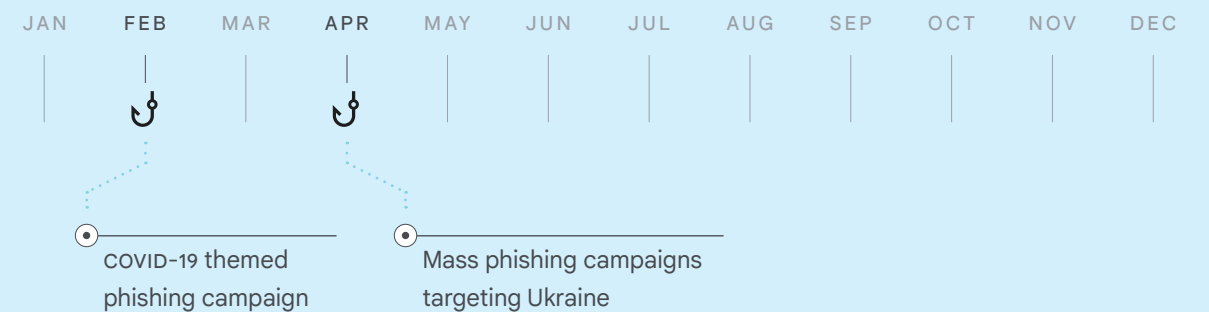 JAN FEB MAR APR MAY JUN JUL AUG SEP OCT NOV DEC
COVID-19 themed
phishing campaign
Mass phishing campaigns
targeting Ukraine